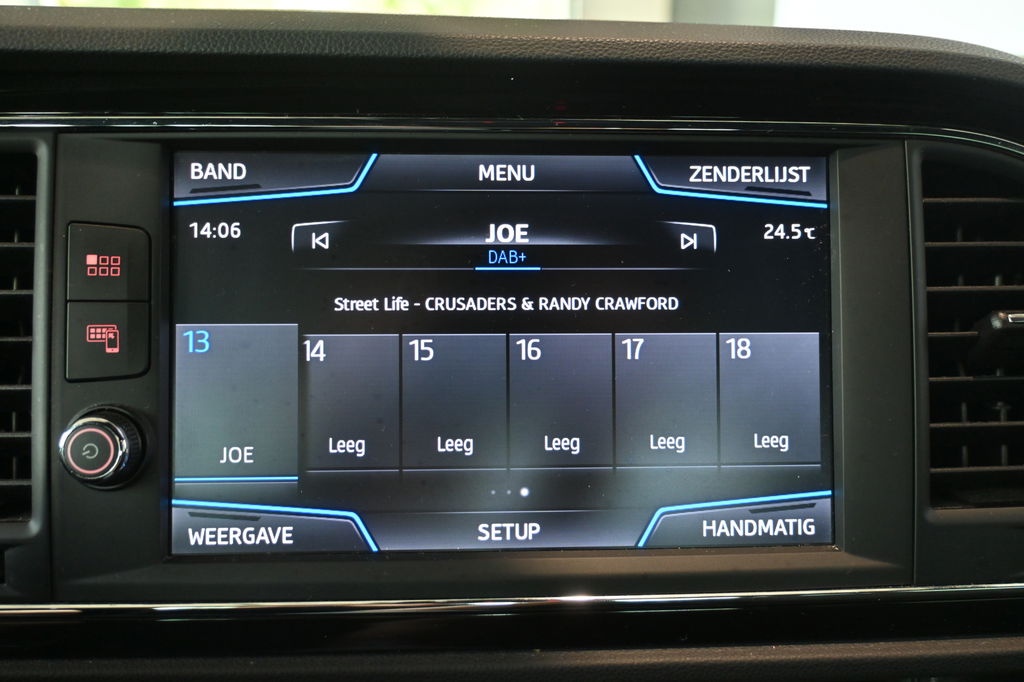 BAND MENU ZENDERLIJST
14:06 JOE 24.5°C
DAB+
Street Life - CRUSADERS & RANDY CRAWFORD
13 14 15 16 17 18
JOE Leeg Leeg Leeg Leeg Leeg
WEERGAVE SETUP HANDMATIG